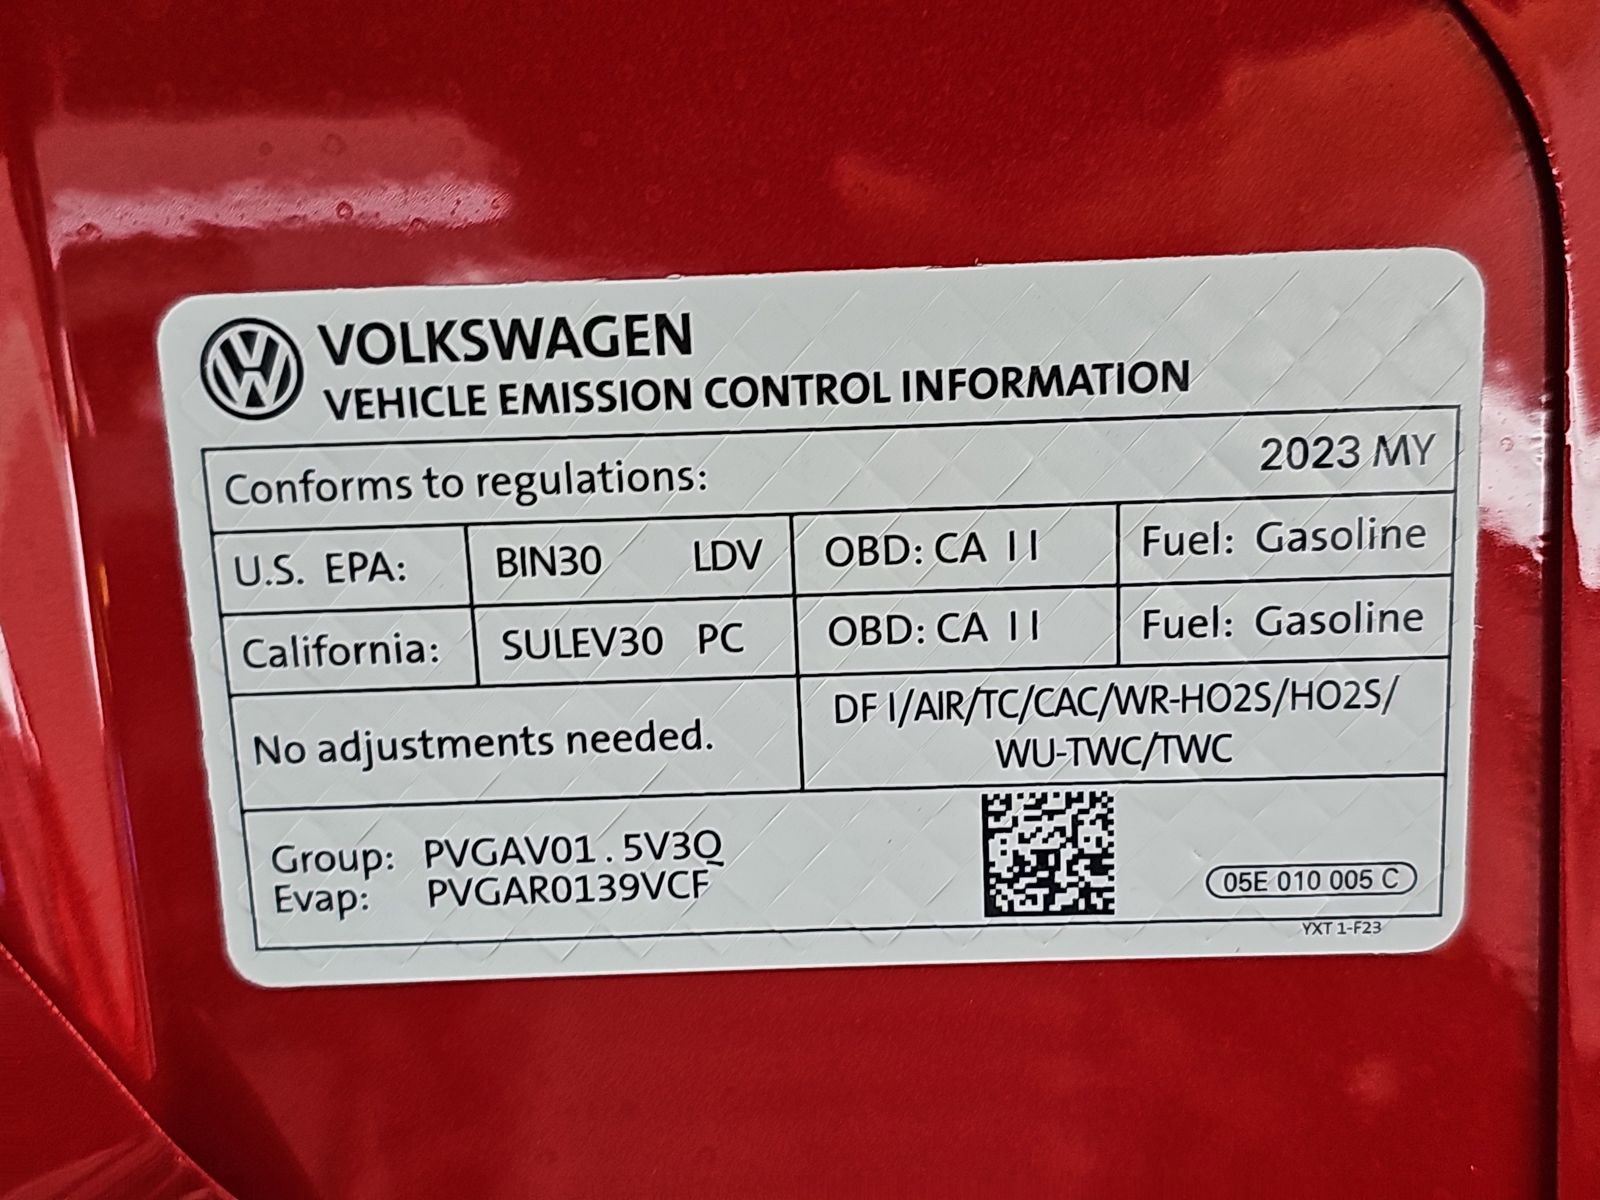 VOLKSWAGEN
VEHICLE EMISSION CONTROL INFORMATION
Conforms to regulations: 2023 MY
U.S. EPA: BIN30 LDV OBD: CA II Fuel: Gasoline
California: SULEV30 PC OBD: CA II Fuel: Gasoline
No adjustments needed.
DF I/AIR/TC/CAC/WR-HO2S/HO2S/
WU-TWC/TWC
Group: PVGAV01.5V3Q
Evap: PVGAR0139VCF
05E 010 005 C
YXT 1-F23